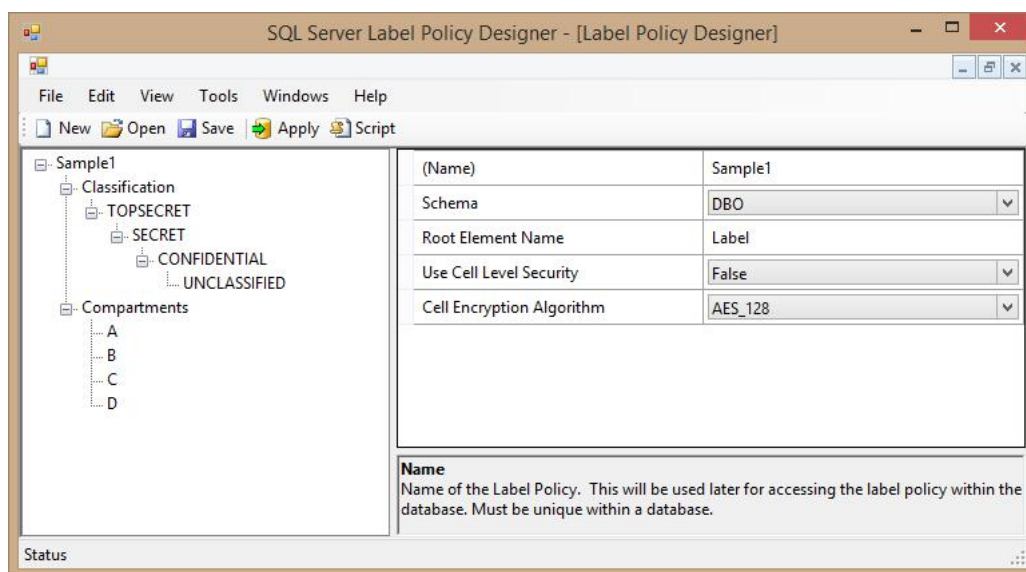 SQL Server Label Policy Designer - [Label Policy Designer]
File Edit View Tools Windows Help
New Open Save Apply Script
Sample1
Classification
TOPSECRET
SECRET
CONFIDENTIAL
UNCLASSIFIED
Compartments
A
B
C
D
(Name) Sample1
Schema DBO
Root Element Name Label
Use Cell Level Security False
Cell Encryption Algorithm AES_128
Name
Name of the Label Policy. This will be used later for accessing the label policy within the
database. Must be unique within a database.
Status